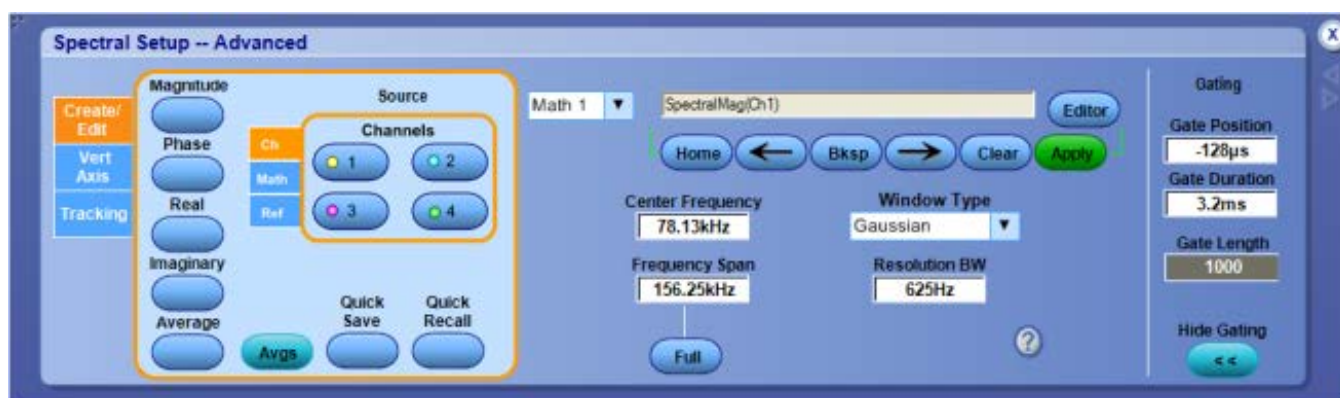 Spectral Setup -- Advanced
X
Create/
Edit
Vert
Axis
Tracking
Magnitude
Phase
Real
Imaginary
Average
Source
Channels
Ch
Math
Ref
1
2
3
4
Avgs
Quick
Save
Quick
Recall
Math 1
SpectralMag(Ch1)
Editor
Home
Bksp
Clear
Apply
Center Frequency
78.13kHz
Frequency Span
156.25kHz
Full
Window Type
Gaussian
Resolution BW
625Hz
?
Gating
Gate Position
-128µs
Gate Duration
3.2ms
Gate Length
1000
Hide Gating
<<